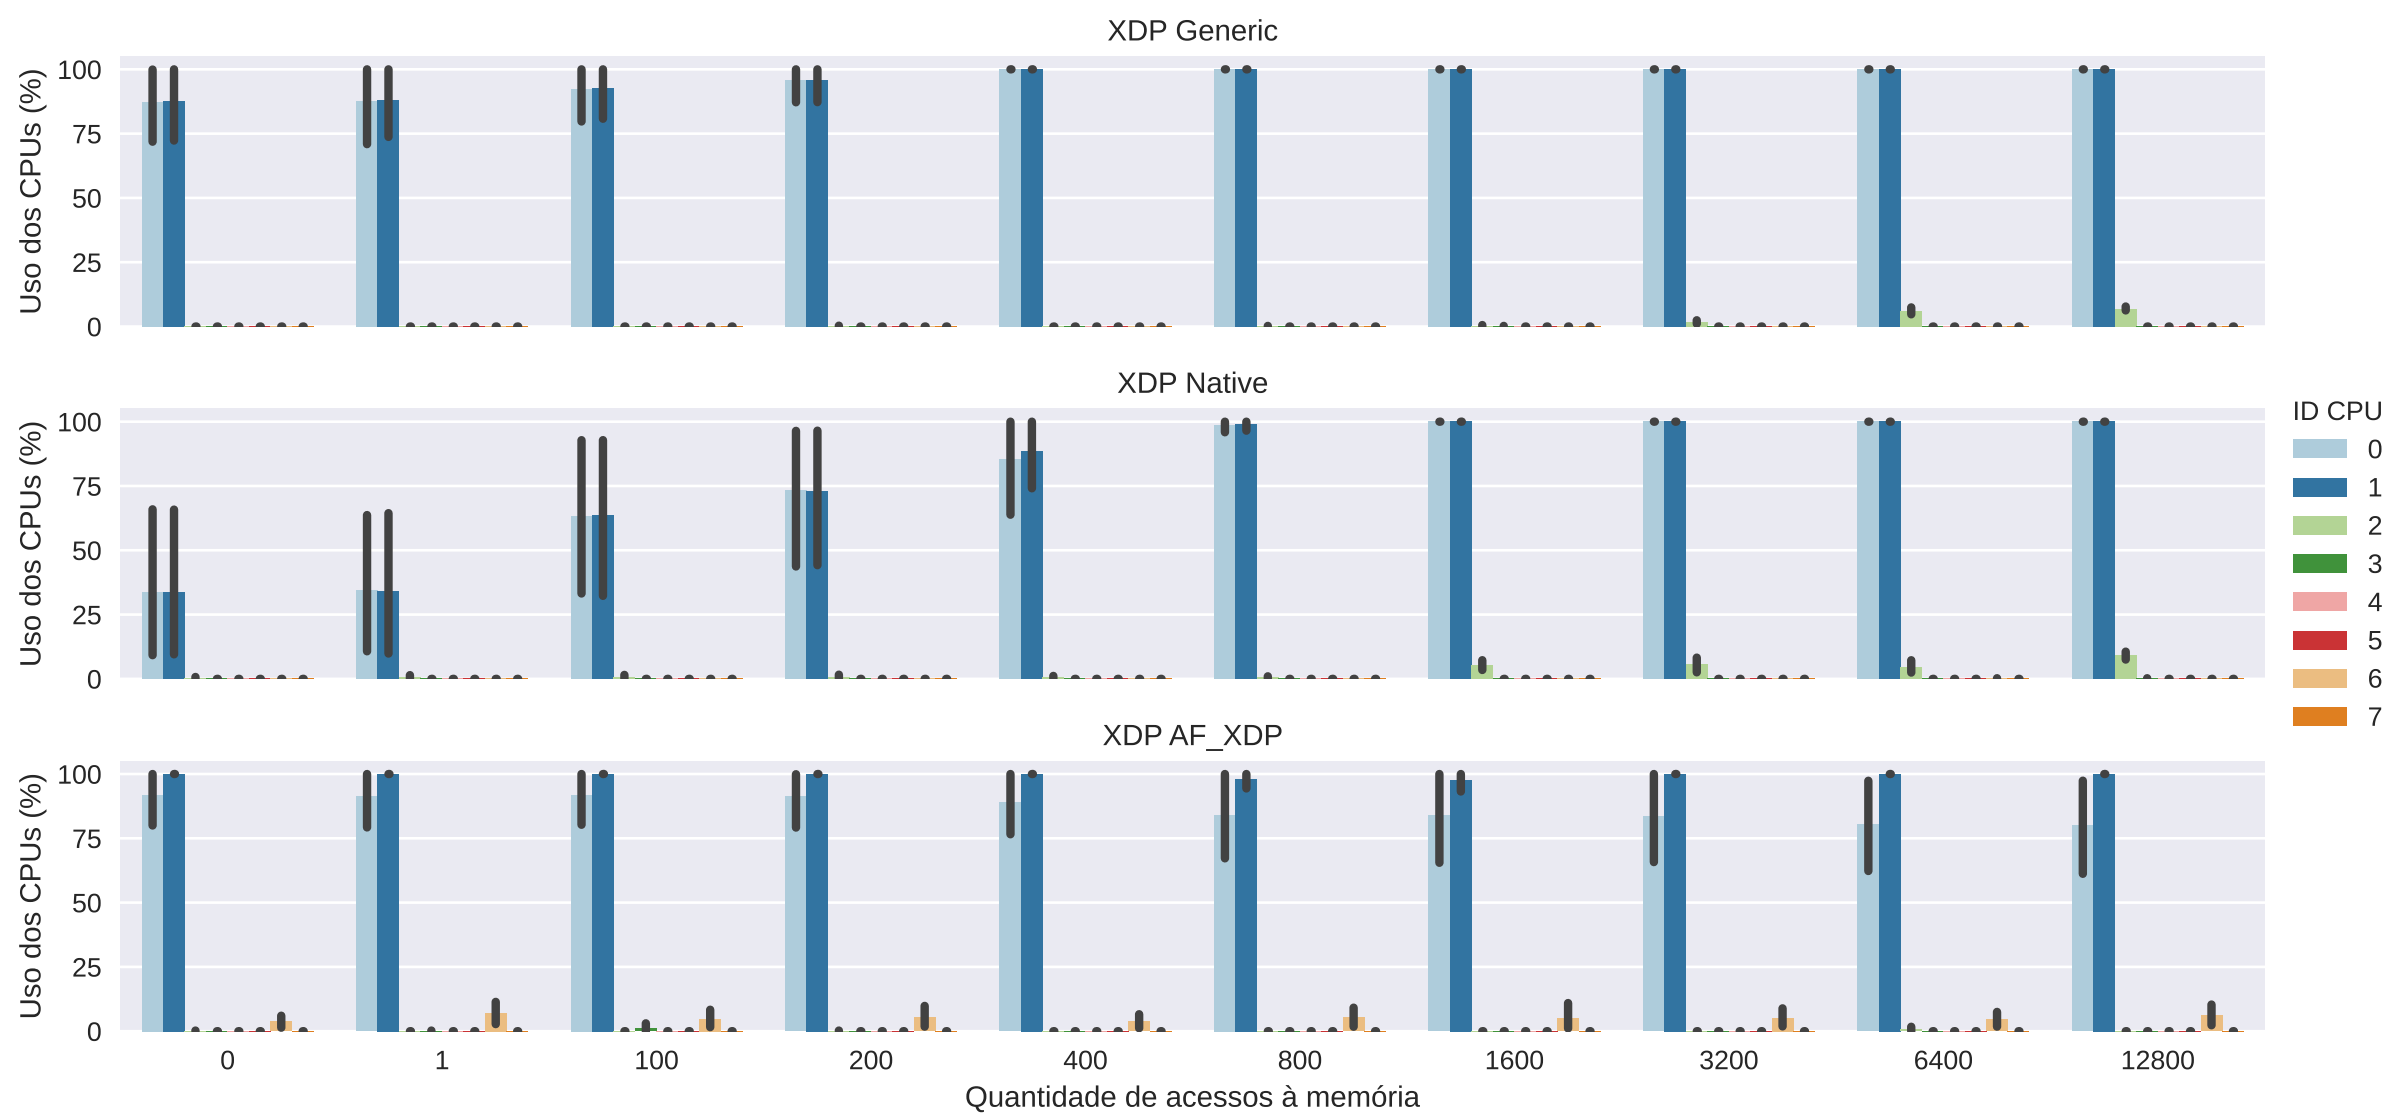 XDP Generic
Uso dos CPUs (%)
100
75
50
25
0
XDP Native
Uso dos CPUs (%)
100
75
50
25
0
ID CPU
0
1
2
3
4
5
6
7
XDP AF_XDP
Uso dos CPUs (%)
100
75
50
25
0
0 1 100 200 400 800 1600 3200 6400 12800
Quantidade de acessos à memória